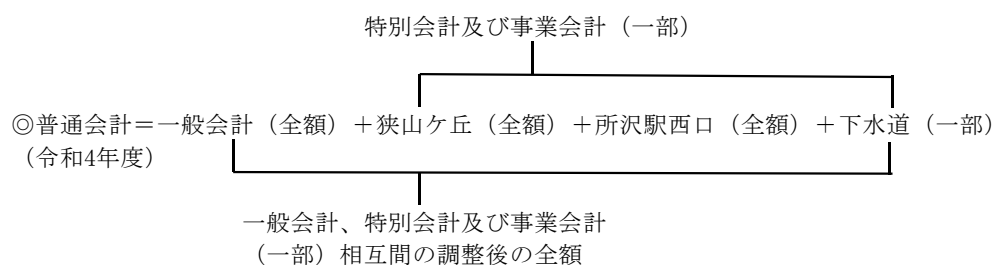 特別会計及び事業会計（一部）
◎普通会計＝一般会計（全額）＋狭山ケ丘（全額）＋所沢駅西口（全額）＋下水道（一部）
（令和4年度）
一般会計、特別会計及び事業会計
（一部）相互間の調整後の全額